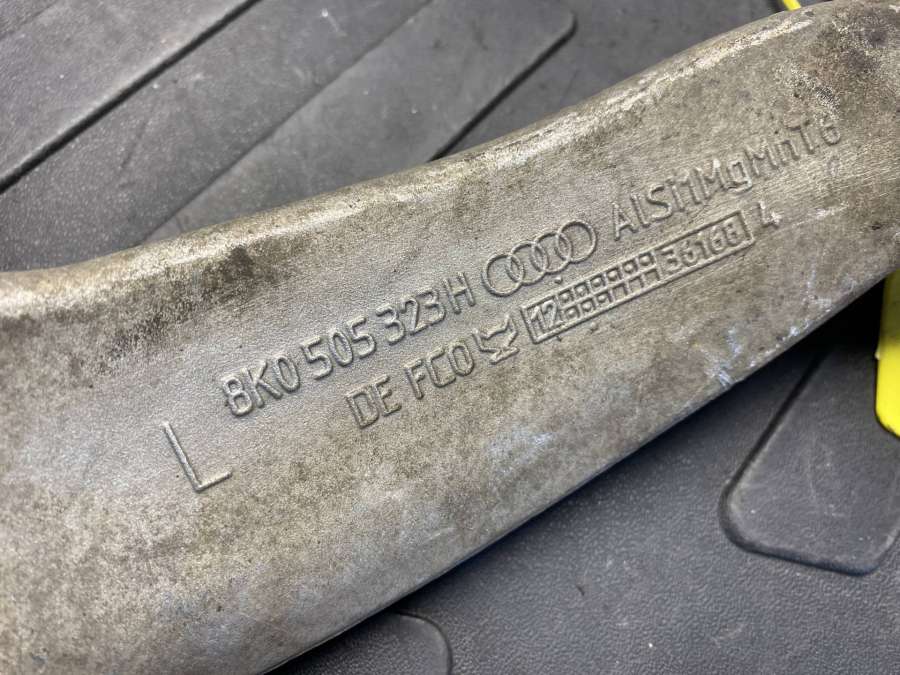 8K0 505 323 H AlSi1MgMnT6
DE FCO 12 36168 4
L